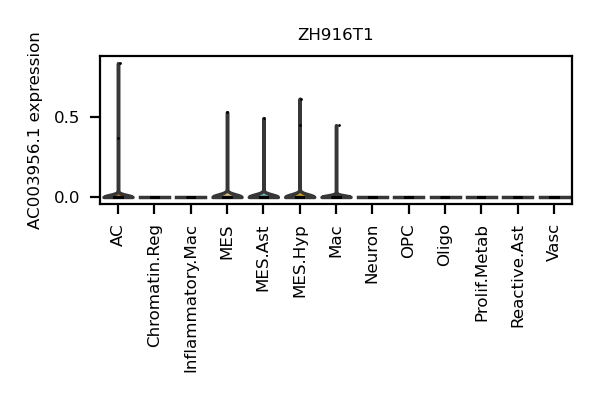 ZH916T1
AC003956.1 expression
0.5
0.0
AC
Chromatin.Reg
Inflammatory.Mac
MES
MES.Ast
MES.Hyp
Mac
Neuron
OPC
Oligo
Prolif.Metab
Reactive.Ast
Vasc